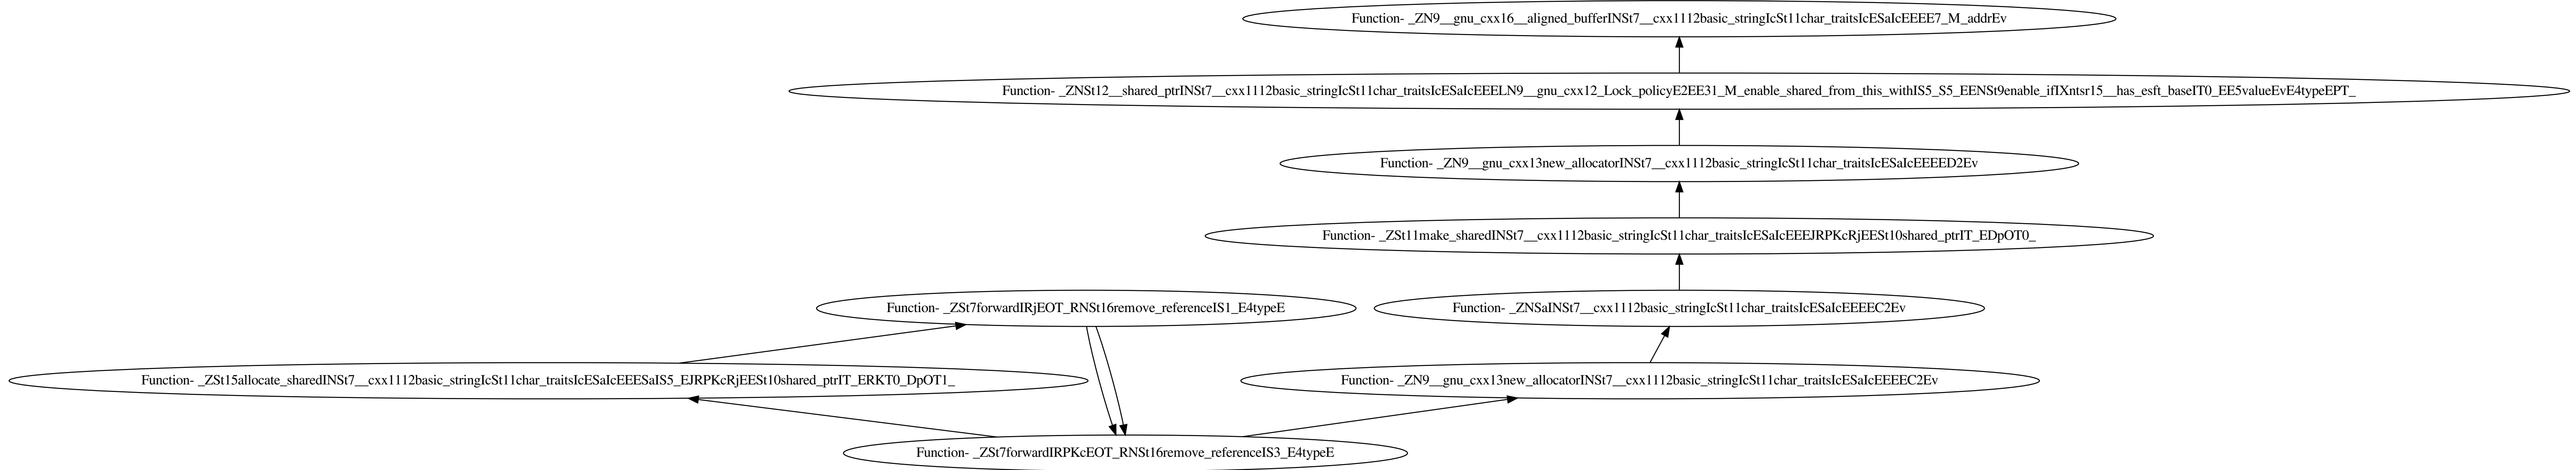 Function- _ZN9__gnu_cxx16__aligned_bufferINSt7__cxx1112basic_stringIcSt11char_traitsIcESaIcEEEE7_M_addrEv
Function- _ZNSt12__shared_ptrINSt7__cxx1112basic_stringIcSt11char_traitsIcESaIcEEELN9__gnu_cxx12_Lock_policyE2EE31_M_enable_shared_from_this_withIS5_S5_EENSt9enable_ifIXntsr15__has_esft_baseIT0_EE5valueEvE4typeEPT_
Function- _ZN9__gnu_cxx13new_allocatorINSt7__cxx1112basic_stringIcSt11char_traitsIcESaIcEEEED2Ev
Function- _ZSt11make_sharedINSt7__cxx1112basic_stringIcSt11char_traitsIcESaIcEEEJRPKcRjEESt10shared_ptrIT_EDpOT0_
Function- _ZSt7forwardIRjEOT_RNSt16remove_referenceIS1_E4typeE
Function- _ZNSaINSt7__cxx1112basic_stringIcSt11char_traitsIcESaIcEEEEC2Ev
Function- _ZSt15allocate_sharedINSt7__cxx1112basic_stringIcSt11char_traitsIcESaIcEEESaIS5_EJRPKcRjEESt10shared_ptrIT_ERKT0_DpOT1_
Function- _ZN9__gnu_cxx13new_allocatorINSt7__cxx1112basic_stringIcSt11char_traitsIcESaIcEEEEC2Ev
Function- _ZSt7forwardIRPKcEOT_RNSt16remove_referenceIS3_E4typeE